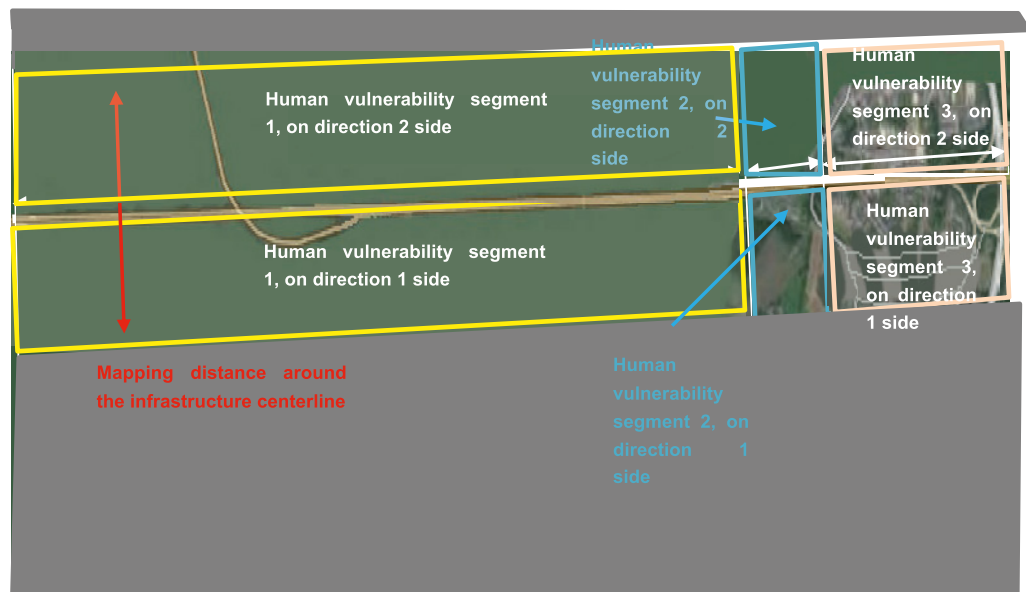 Human
vulnerability
segment 2, on
direction 2
side
Human vulnerability segment
1, on direction 2 side
Human
vulnerability
segment 3, on
direction 2 side
Human vulnerability segment
1, on direction 1 side
Human
vulnerability
segment 3,
on direction
1 side
Mapping distance around
the infrastructure centerline
Human
vulnerability
segment 2, on
direction 1
side